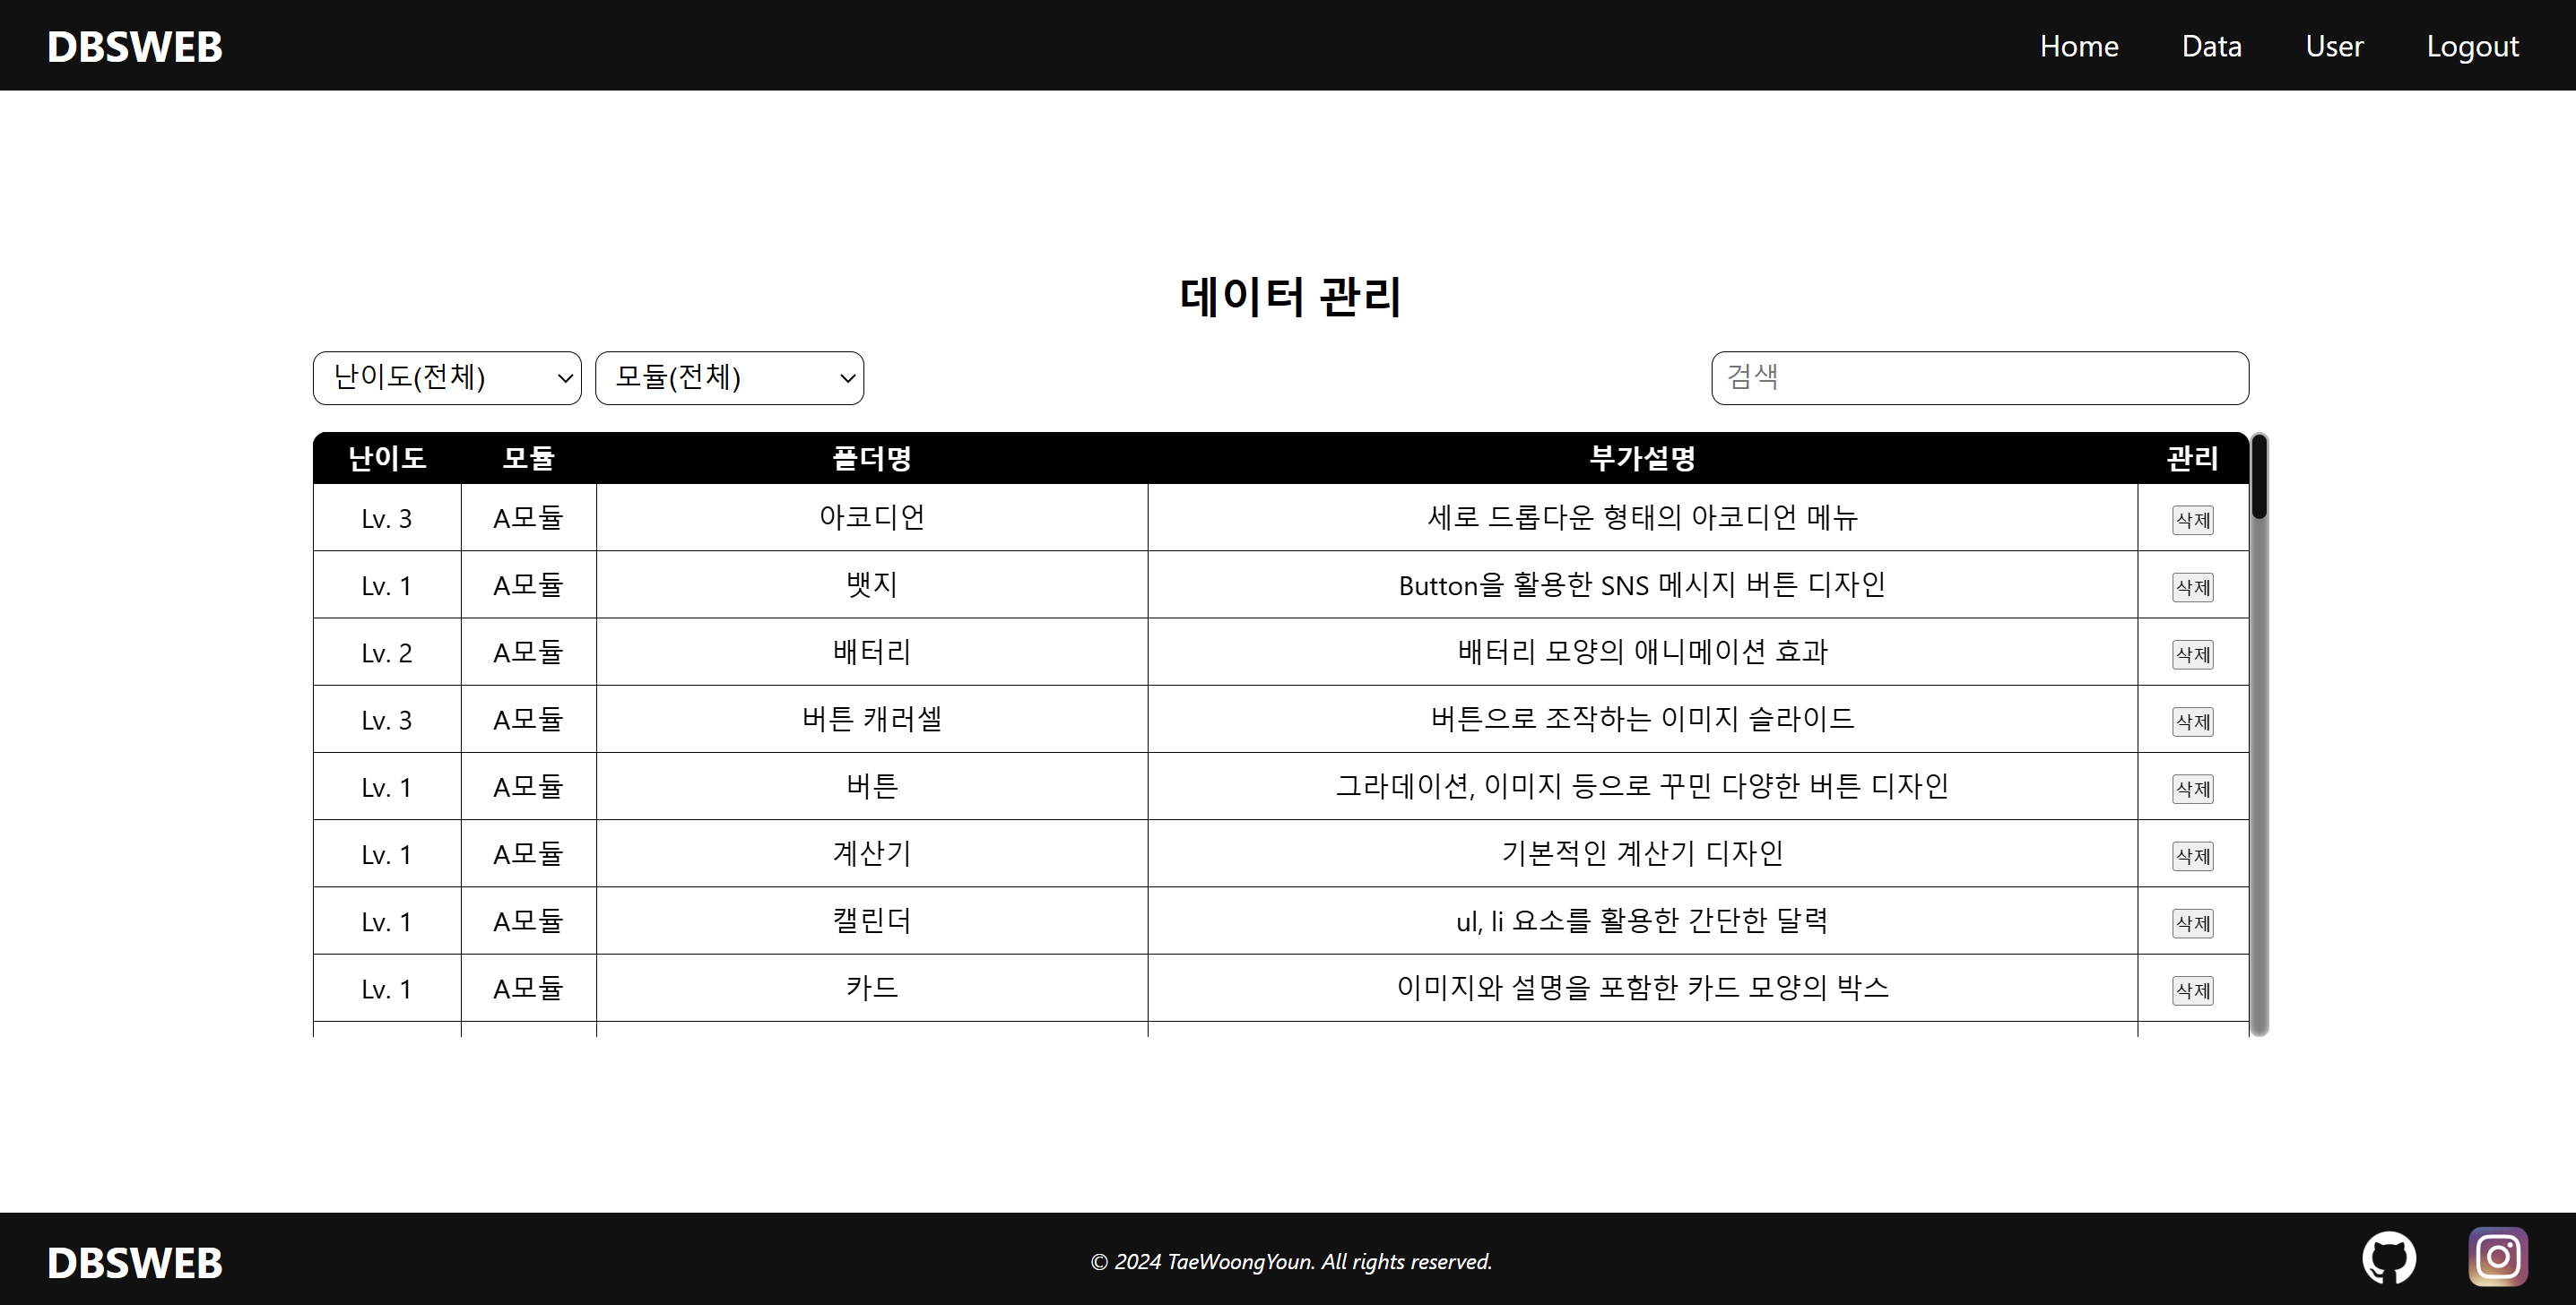 DBSWEB Home Data User Logout
데이터 관리
난이도(전체) 모듈(전체) 검색
난이도 모듈 폴더명 부가설명 관리
Lv. 3 A모듈 아코디언 세로 드롭다운 형태의 아코디언 메뉴 삭제
Lv. 1 A모듈 뱃지 Button을 활용한 SNS 메시지 버튼 디자인 삭제
Lv. 2 A모듈 배터리 배터리 모양의 애니메이션 효과 삭제
Lv. 3 A모듈 버튼 캐러셀 버튼으로 조작하는 이미지 슬라이드 삭제
Lv. 1 A모듈 버튼 그라데이션, 이미지 등으로 꾸민 다양한 버튼 디자인 삭제
Lv. 1 A모듈 계산기 기본적인 계산기 디자인 삭제
Lv. 1 A모듈 캘린더 ul, li 요소를 활용한 간단한 달력 삭제
Lv. 1 A모듈 카드 이미지와 설명을 포함한 카드 모양의 박스 삭제
DBSWEB © 2024 TaeWoongYoun. All rights reserved.